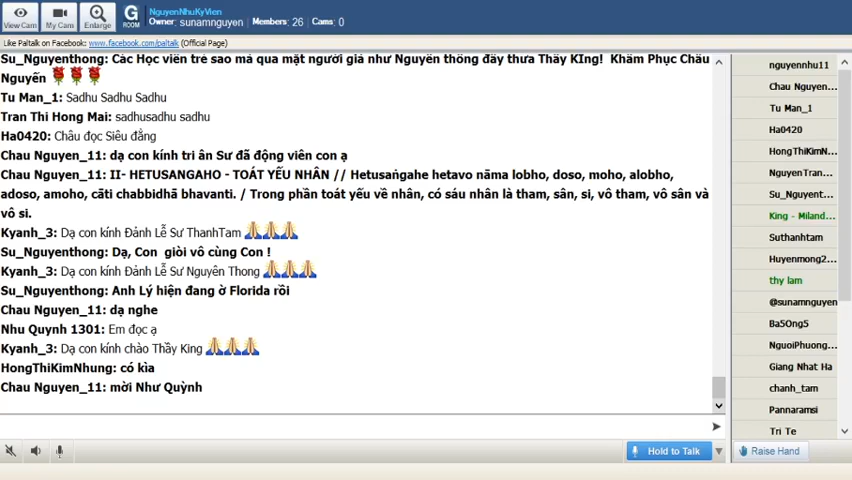 View Cam
My Cam
Enlarge
G
ROOM
NguyenNhuKyVien
Owner: sunamnguyen Members: 26 Cams: 0
Like Paltalk on Facebook: www.facebook.com/paltalk (Official Page)
Su_Nguyenthong: Các Học viên trẻ sao mà qua mặt người già như Nguyên thông đây thưa Thầy KIng! Khâm Phục Châu
Nguyến
Tu Man_1: Sadhu Sadhu Sadhu
Tran Thi Hong Mai: sadhusadhu sadhu
Ha0420: Châu đọc Siêu đẳng
Chau Nguyen_11: dạ con kính tri ân Sư đã động viên con ạ
Chau Nguyen_11: II- HETUSANGAHO - TOÁT YẾU NHÂN // Hetusaṅgahe hetavo nāma lobho, doso, moho, alobho,
adoso, amoho, cāti chabbidhā bhavanti. / Trong phần toát yếu về nhân, có sáu nhân là tham, sân, si, vô tham, vô sân và
vô si.
Kyanh_3: Dạ con kính Đảnh Lễ Sư ThanhTam
Su_Nguyenthong: Dạ, Con giỏi vô cùng Con !
Kyanh_3: Dạ con kính Đảnh Lễ Sư Nguyên Thong
Su_Nguyenthong: Anh Lý hiện đang ở Florida rồi
Chau Nguyen_11: dạ nghe
Nhu Quynh 1301: Em đọc ạ
Kyanh_3: Dạ con kính chào Thầy King
HongThiKimNhung: có kìa
Chau Nguyen_11: mời Như Quỳnh
nguyennhu11
Chau Nguyen...
Tu Man_1
Ha0420
HongThiKimN...
NguyenTran...
Su_Nguyent...
King - Miland...
Suthanhtam
Huyenmong2...
thy lam
@sunamnguyen
Ba5Ong5
NguoiPhuong...
Giang Nhat Ha
chanh_tam
Pannaramsi
Tri Te
Hold to Talk
Raise Hand